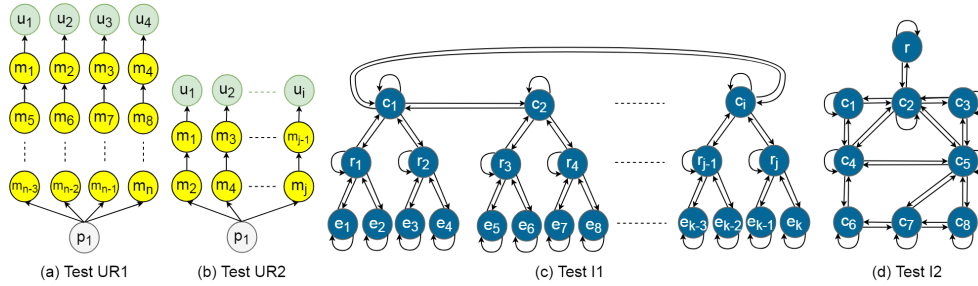 u1 u2 u3 u4
m1 m2 m3 m4
m5 m6 m7 m8
mn-3 mn-2 mn-1 mn
p1
(a) Test UR1
u1 u2 ui
m1 m3 mj-1
m2 m4 mj
p1
(b) Test UR2
c1 c2 ci
r1 r2 r3 r4 rj-1 rj
e1 e2 e3 e4 e5 e6 e7 e8 ek-3 ek-2 ek-1 ek
(c) Test I1
r
c1 c2 c3
c4 c5
c6 c7 c8
(d) Test I2